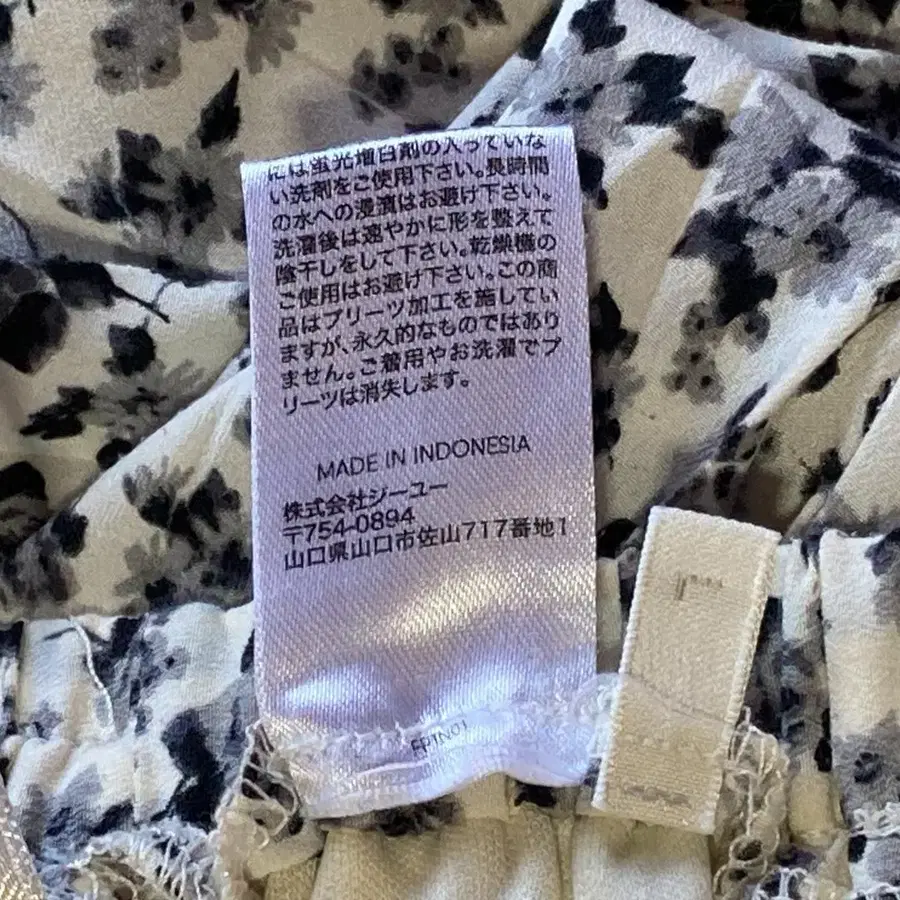 には蛍光増白剤の入っていな
い洗剤をご使用下さい。長時間
の水への浸漬はお避け下さい。
洗濯後は速やかに形を整えて
陰干しをして下さい。乾燥機の
ご使用はお避け下さい。この商
品はプリーツ加工を施してい
ますが、永久的なものではあり
ません。ご着用やお洗濯でプ
リーツは消失します。
MADE IN INDONESIA
株式会社ジーユー
〒754-0894
山口県山口市佐山717番地1